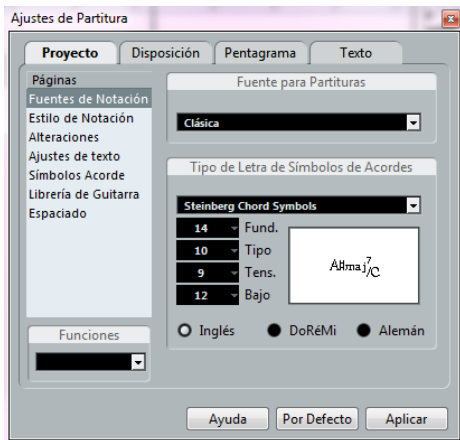 Ajustes de Partitura
Proyecto Disposición Pentagrama Texto
Páginas
Fuentes de Notación
Estilo de Notación
Alteraciones
Ajustes de texto
Símbolos Acorde
Librería de Guitarra
Espaciado
Funciones
Fuente para Partituras
Clásica
Tipo de Letra de Símbolos de Acordes
Steinberg Chord Symbols
14 Fund.
10 Tipo
9 Tens.
12 Bajo
A#maj7/C
Inglés DoRéMi Alemán
Ayuda Por Defecto Aplicar